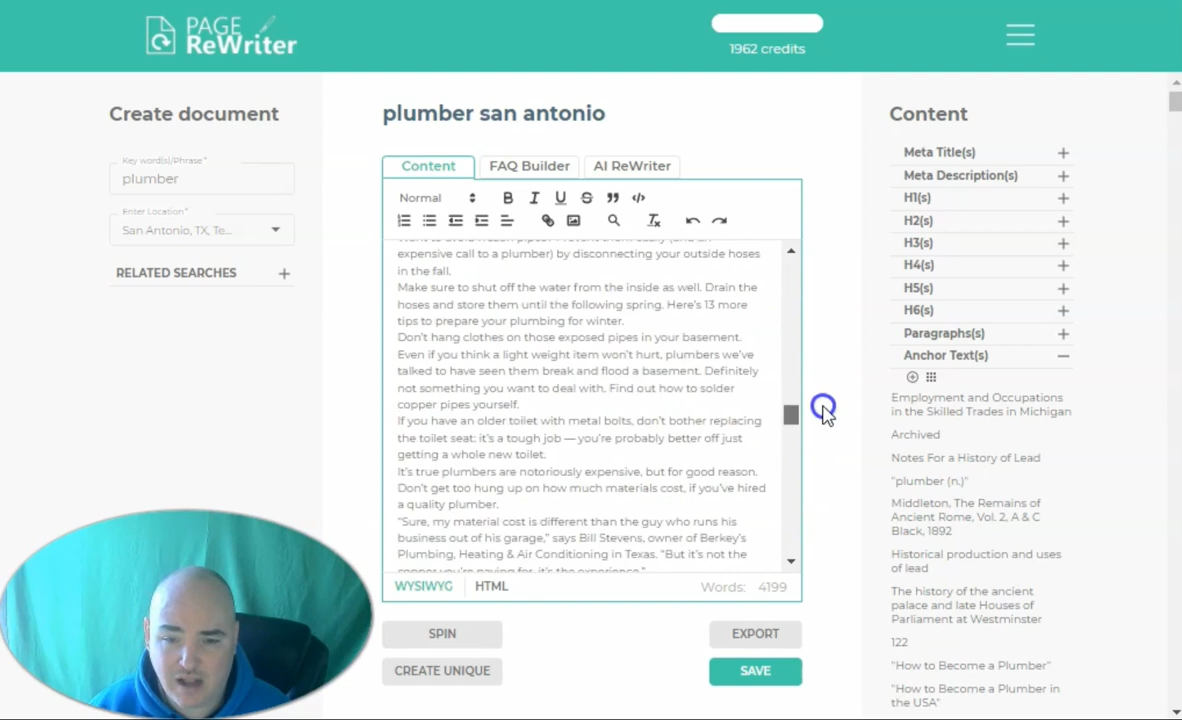 PAGE
ReWriter
1962 credits
Create document
Key word(s)/Phrase*
plumber
Enter Location*
San Antonio, TX, Te...
RELATED SEARCHES
plumber san antonio
Content
FAQ Builder
AI ReWriter
Normal
expensive call to a plumber) by disconnecting your outside hoses
in the fall.
Make sure to shut off the water from the inside as well. Drain the
hoses and store them until the following spring. Here's 13 more
tips to prepare your plumbing for winter.
Don't hang clothes on those exposed pipes in your basement.
Even if you think a light weight item won't hurt, plumbers we've
talked to have seen them break and flood a basement. Definitely
not something you want to deal with. Find out how to solder
copper pipes yourself.
If you have an older toilet with metal bolts, don't bother replacing
the toilet seat: it's a tough job — you're probably better off just
getting a whole new toilet.
It's true plumbers are notoriously expensive, but for good reason.
Don't get too hung up on how much materials cost, if you've hired
a quality plumber.
"Sure, my material cost is different than the guy who runs his
business out of his garage," says Bill Stevens, owner of Berkey's
Plumbing, Heating & Air Conditioning in Texas. "But it's not the
copper you're paying for, it's the experience."
WYSIWYG
HTML
Words: 4199
SPIN
EXPORT
CREATE UNIQUE
SAVE
Content
Meta Title(s)
Meta Description(s)
H1(s)
H2(s)
H3(s)
H4(s)
H5(s)
H6(s)
Paragraphs(s)
Anchor Text(s)
Employment and Occupations
in the Skilled Trades in Michigan
Archived
Notes For a History of Lead
"plumber (n.)"
Middleton, The Remains of
Ancient Rome, Vol. 2, A & C
Black, 1892
Historical production and uses
of lead
The history of the ancient
palace and late Houses of
Parliament at Westminster
122
"How to Become a Plumber"
"How to Become a Plumber in
the USA"